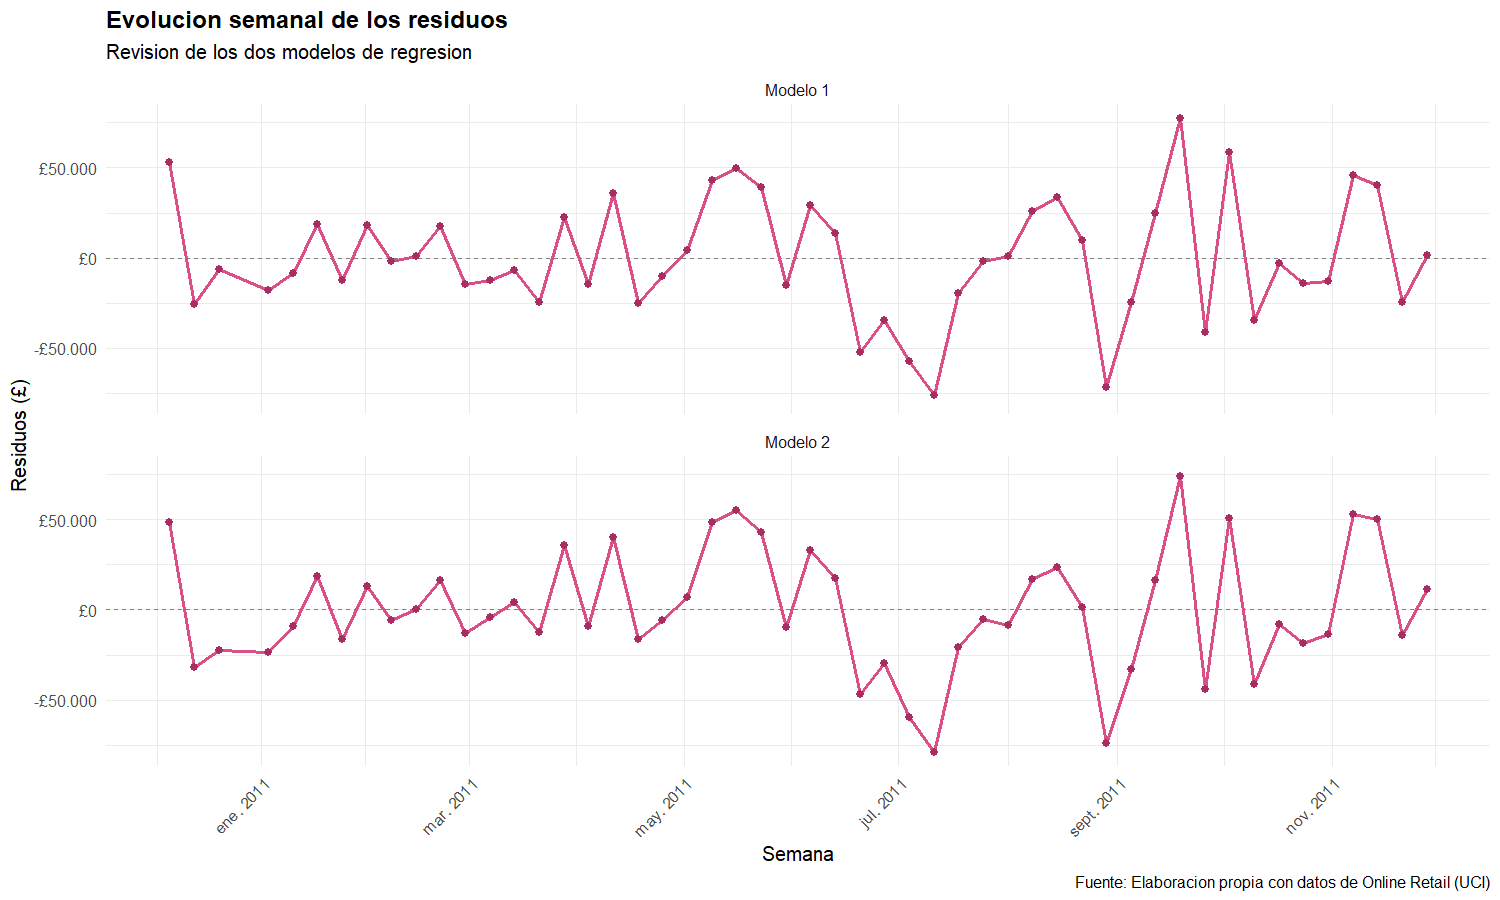 Evolucion semanal de los residuos
Revision de los dos modelos de regresion
Modelo 1
£50.000
£0
-£50.000
Residuos (£)
Modelo 2
£50.000
£0
-£50.000
ene. 2011
mar. 2011
may. 2011
jul. 2011
sept. 2011
nov. 2011
Semana
Fuente: Elaboracion propia con datos de Online Retail (UCI)